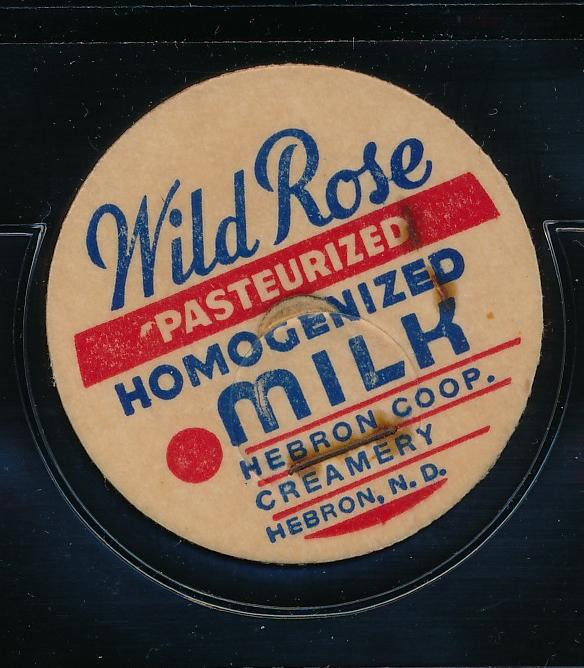 Wild Rose
PASTEURIZED
HOMOGENIZED
MILK
HEBRON COOP.
CREAMERY
HEBRON, N. D.